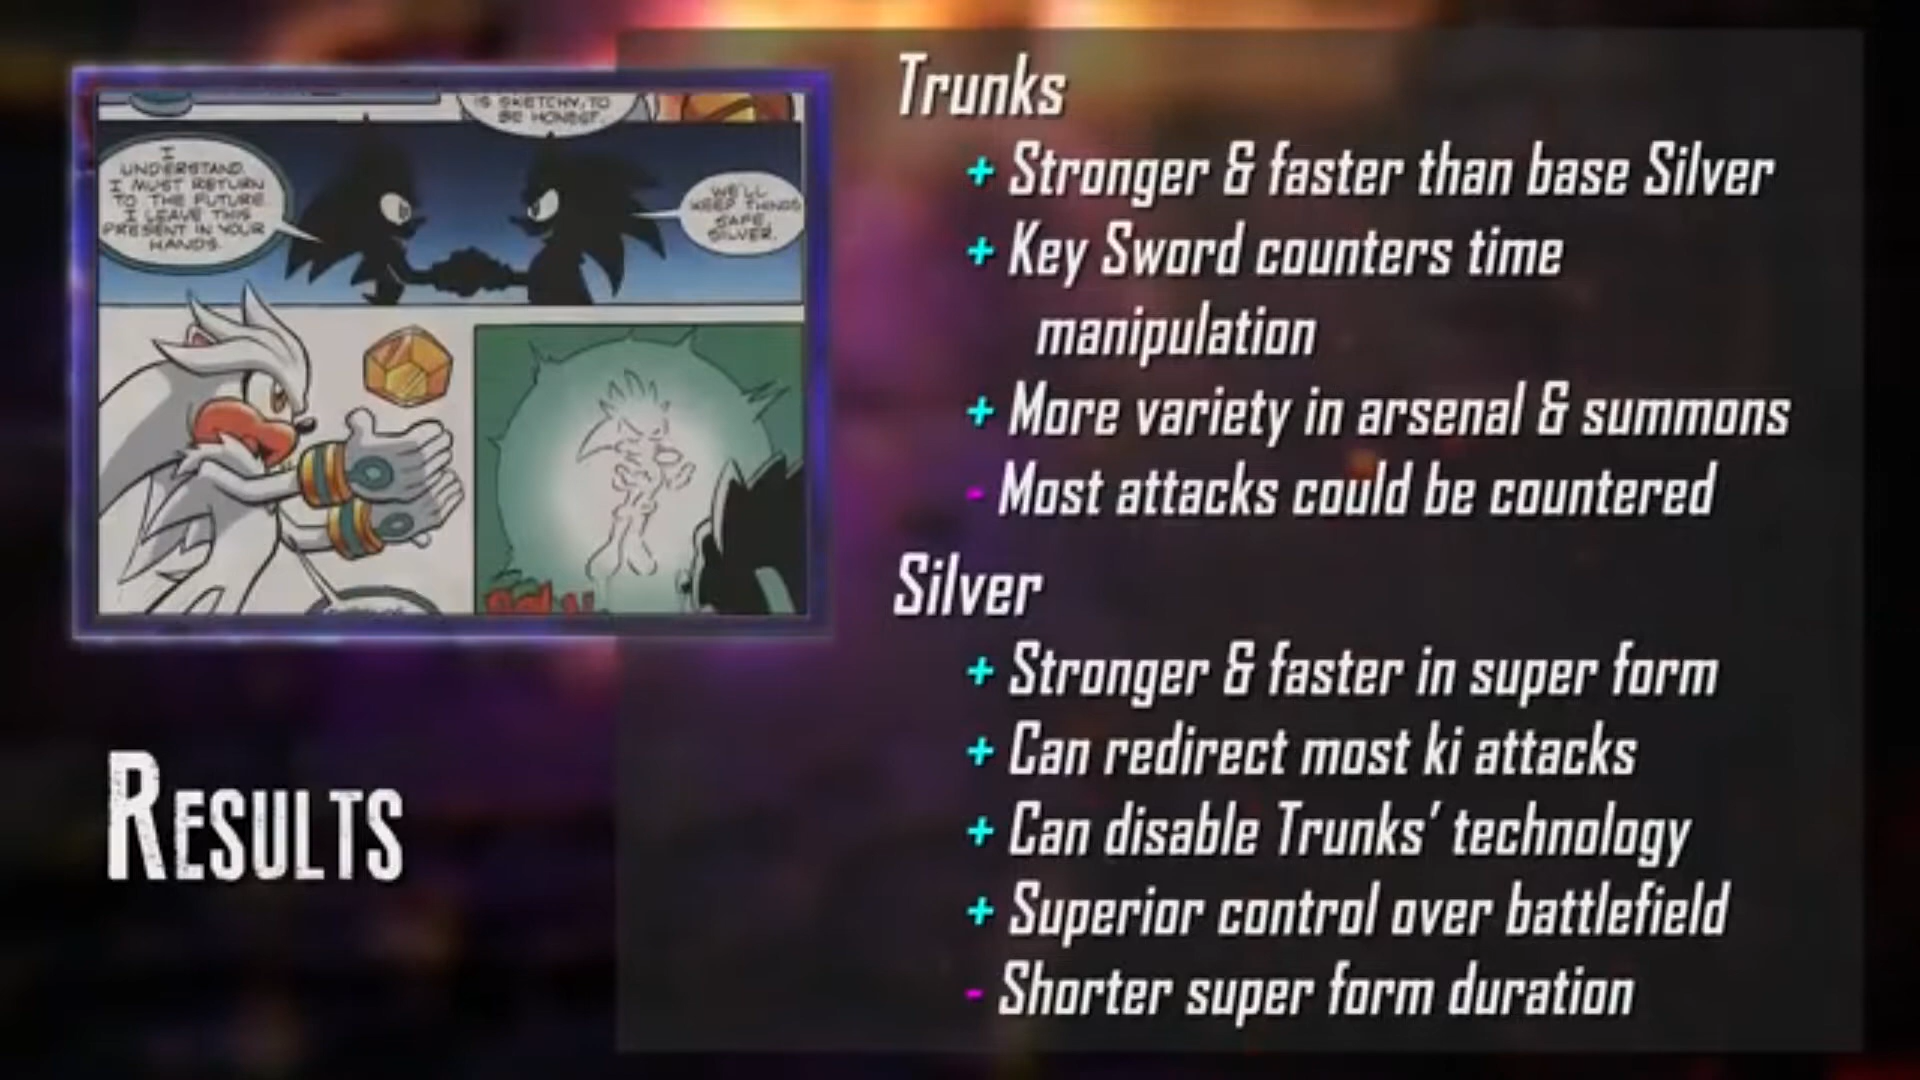 IS SKETCHY, TO
BE HONEST.
I
UNDERSTAND.
I MUST RETURN
TO THE FUTURE.
I LEAVE THIS
PRESENT IN YOUR
HANDS.
WE'LL
KEEP THINGS
SAFE,
SILVER.
RESULTS
Trunks
+ Stronger & faster than base Silver
+ Key Sword counters time
manipulation
+ More variety in arsenal & summons
- Most attacks could be countered
Silver
+ Stronger & faster in super form
+ Can redirect most ki attacks
+ Can disable Trunks' technology
+ Superior control over battlefield
- Shorter super form duration